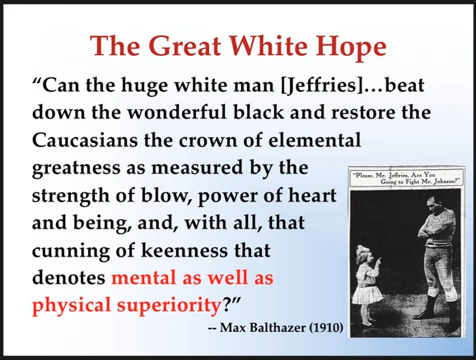 The Great White Hope
“Can the huge white man [Jeffries]…beat
down the wonderful black and restore the
Caucasians the crown of elemental
greatness as measured by the
strength of blow, power of heart
and being, and, with all, that
cunning of keenness that
denotes mental as well as
physical superiority?”
-- Max Balthazer (1910)
"Please, Mr. Jeffries, Are You
Going to Fight Mr. Johnson?"